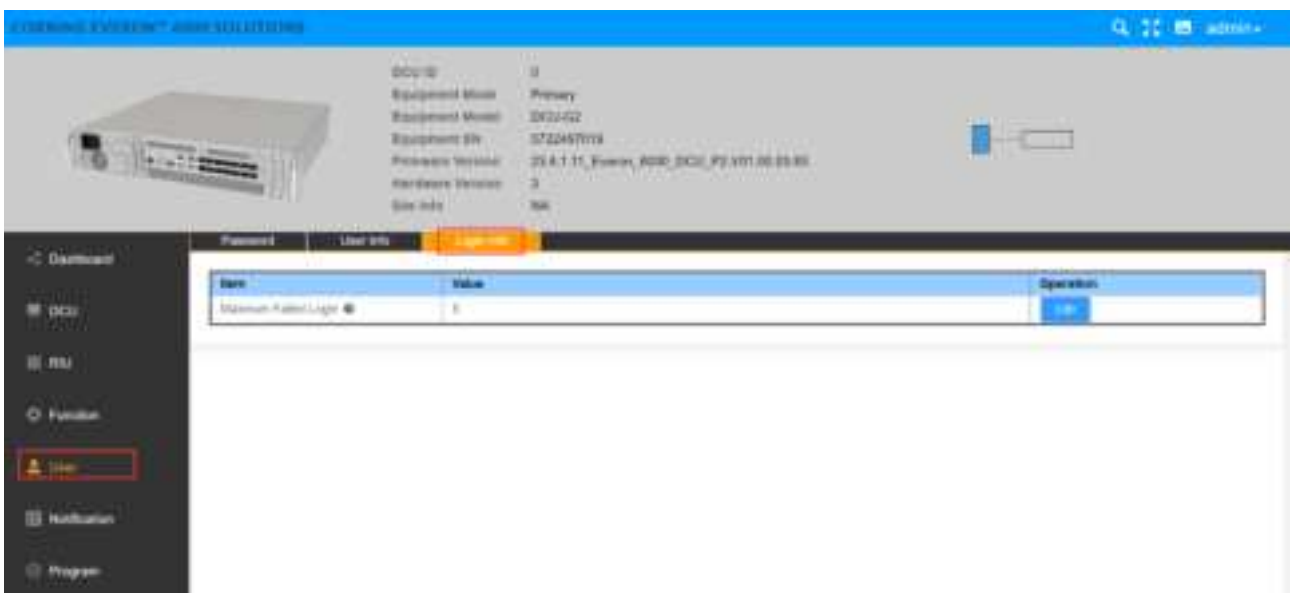 CORNING EVERON™ 6000 SOLUTIONS
admin
DCU ID 0
Equipment Mode Primary
Equipment Model DCU-G2
Equipment SN
Firmware Version
Hardware Version 3
Site Info NA
Password User Info Login Info
Dashboard
DCU
RIU
Function
User
Notification
Program
Item Value Operation
Maximum Failed Login 5
Edit